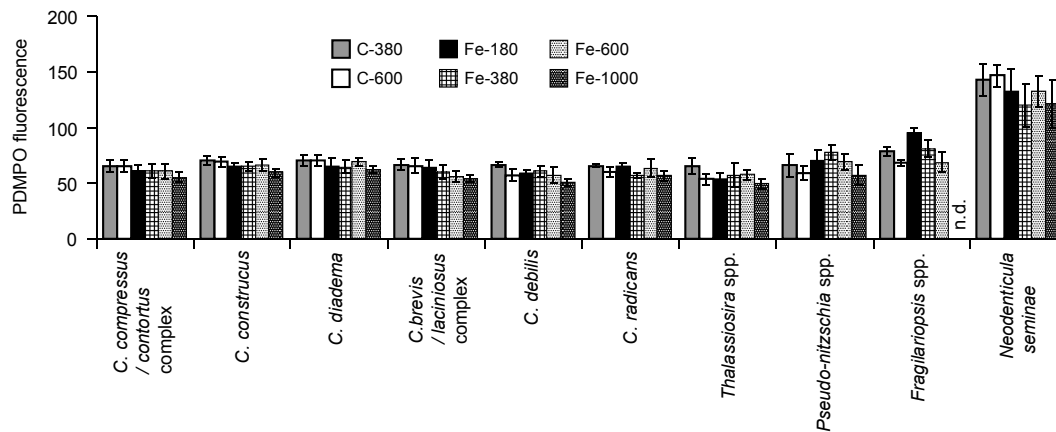 200
150
100
50
0
PDMPO fluorescence
C-380
Fe-180
Fe-600
C-600
Fe-380
Fe-1000
n.d.
C. compressus
/ contortus
complex
C. construcus
C. diadema
C.brevis
/ laciniosus
complex
C. debilis
C. radicans
Thalassiosira spp.
Pseudo-nitzschia spp.
Fragilariopsis spp.
Neodenticula
seminae